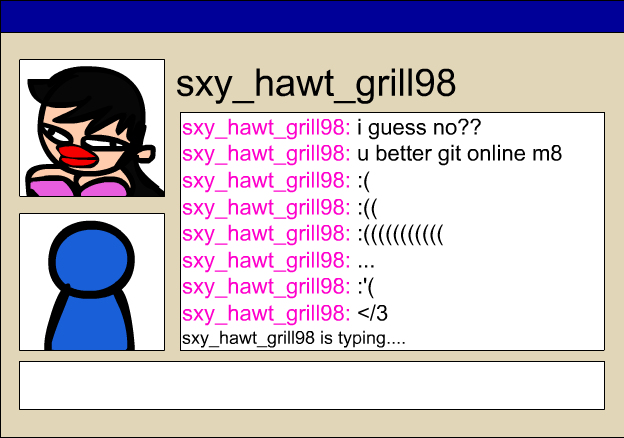 sxy_hawt_grill98
sxy_hawt_grill98: i guess no??
sxy_hawt_grill98: u better git online m8
sxy_hawt_grill98: :(
sxy_hawt_grill98: :((
sxy_hawt_grill98: :(((((((((((
sxy_hawt_grill98: ...
sxy_hawt_grill98: :'(
sxy_hawt_grill98: </3
sxy_hawt_grill98 is typing....